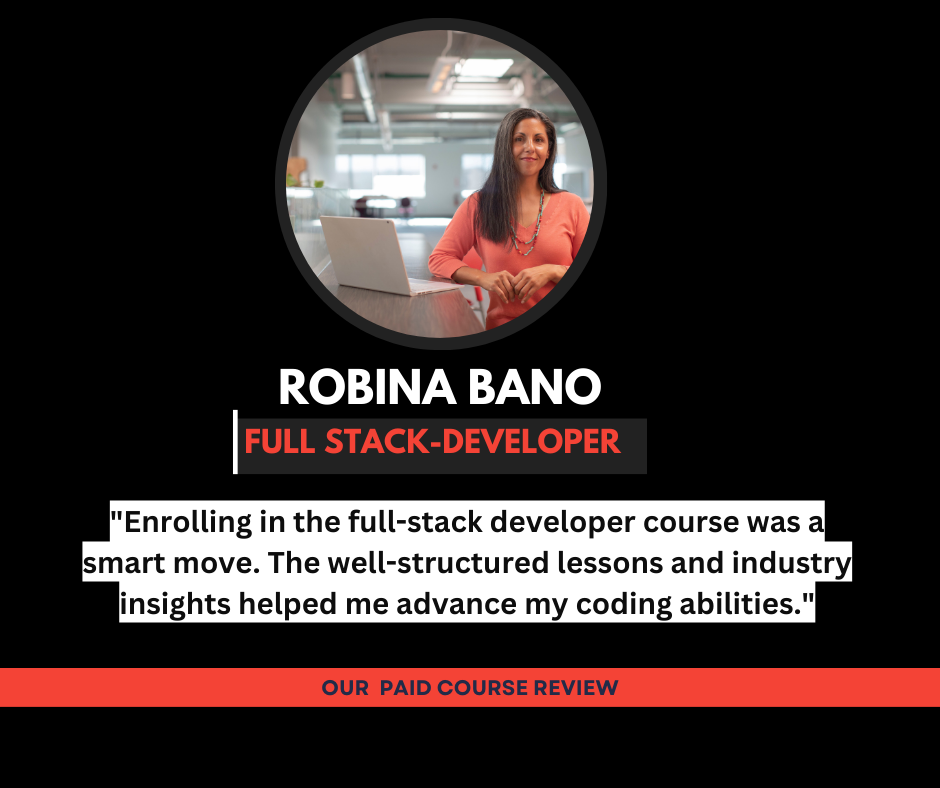 ROBINA BANO
FULL STACK-DEVELOPER
"Enrolling in the full-stack developer course was a
smart move. The well-structured lessons and industry
insights helped me advance my coding abilities."
OUR PAID COURSE REVIEW